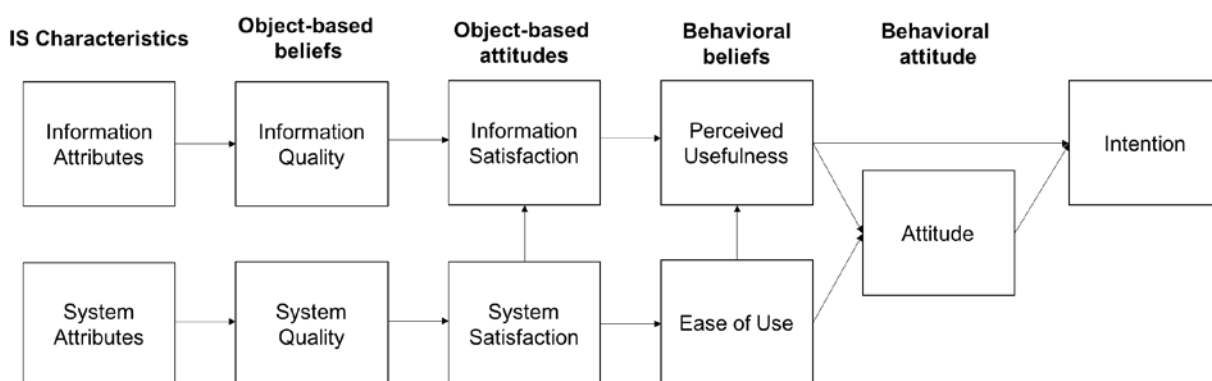 IS Characteristics
Object-based
beliefs
Object-based
attitudes
Behavioral
beliefs
Behavioral
attitude
Information
Attributes
Information
Quality
Information
Satisfaction
Perceived
Usefulness
Intention
Attitude
System
Attributes
System
Quality
System
Satisfaction
Ease of Use